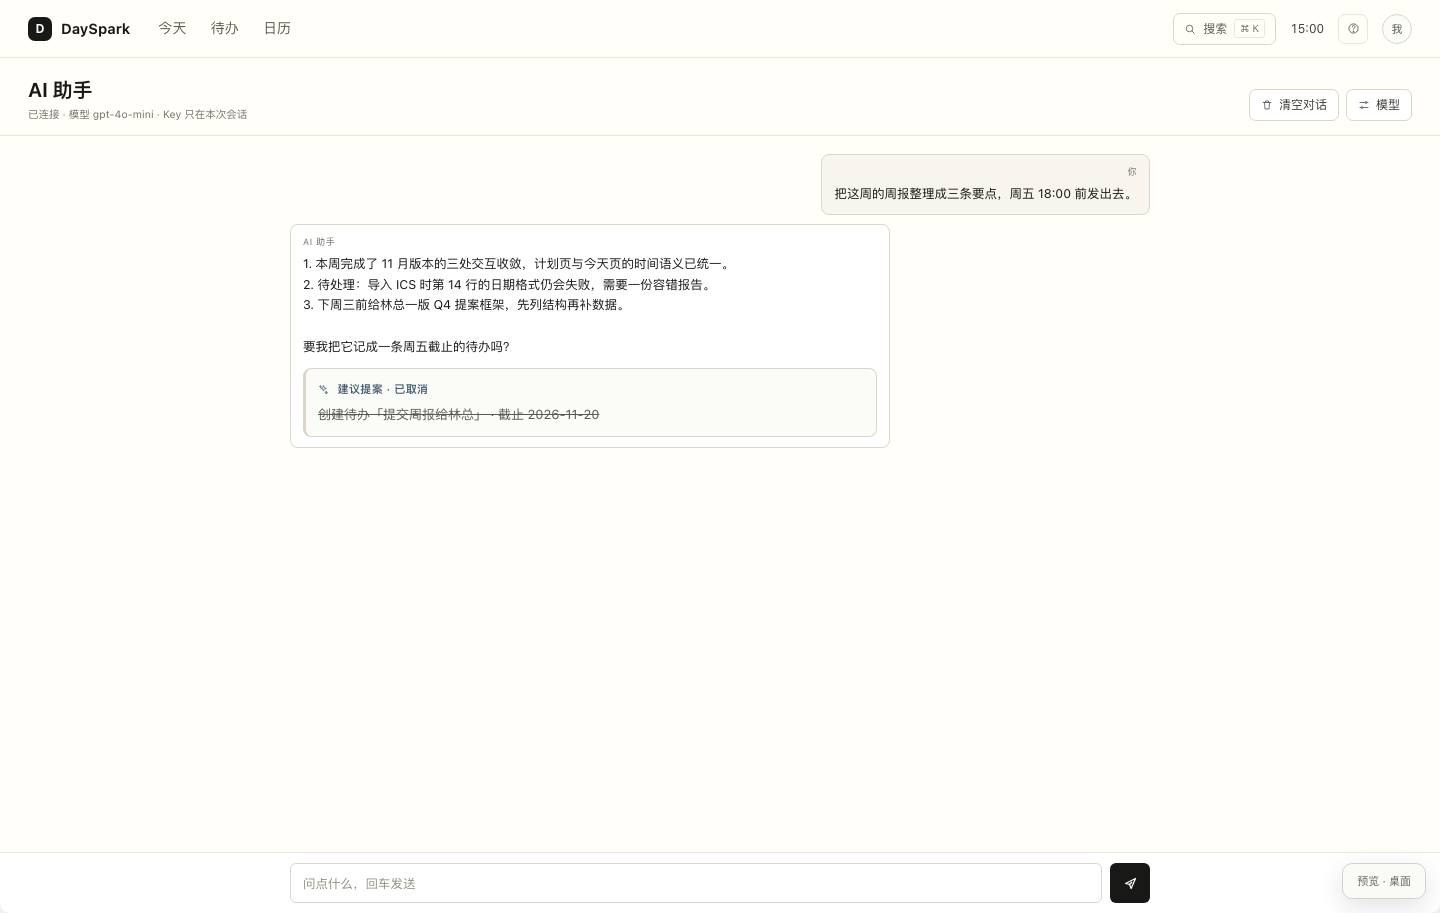 D DaySpark 今天 待办 日历 搜索 ⌘ K 15:00 我
AI 助手
已连接 · 模型 gpt-4o-mini · Key 只在本次会话
清空对话 模型
你
把这周的周报整理成三条要点，周五 18:00 前发出去。
AI 助手
1. 本周完成了 11 月版本的三处交互收敛，计划页与今天页的时间语义已统一。
2. 待处理：导入 ICS 时第 14 行的日期格式仍会失败，需要一份容错报告。
3. 下周三前给林总一版 Q4 提案框架，先列结构再补数据。
要我把它记成一条周五截止的待办吗?
建议提案 · 已取消
创建待办「提交周报给林总」 · 截止 2026-11-20
问点什么，回车发送
预览 · 桌面